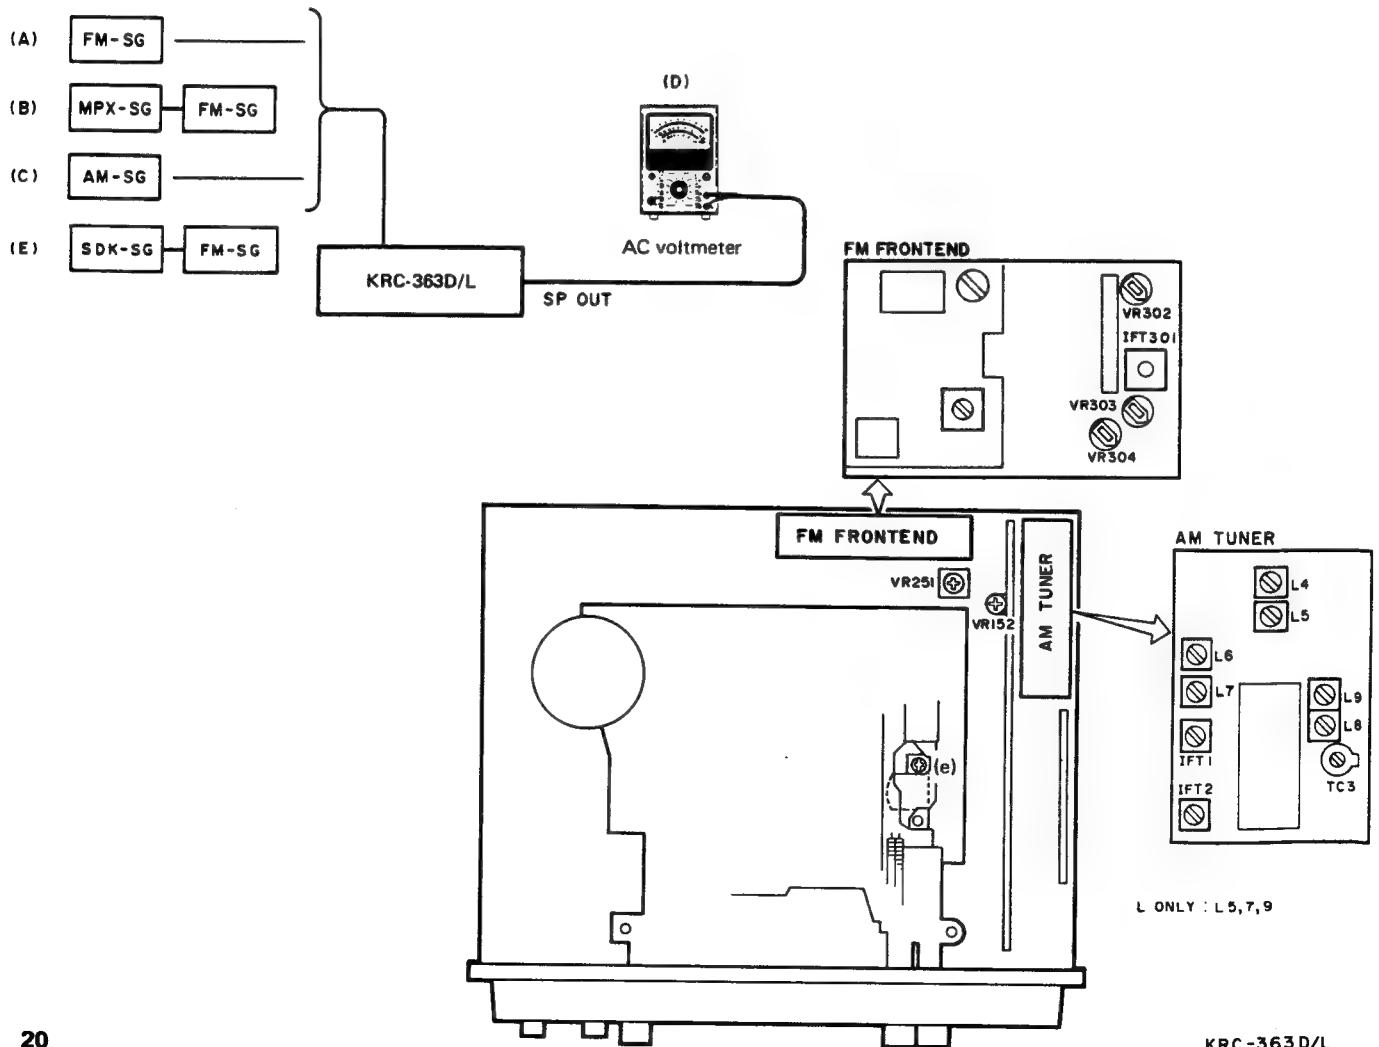 (A) FM-SG
(B) MPX-SG FM-SG
(C) AM-SG
(E) SDK-SG FM-SG
KRC-363D/L
SP OUT
(D)
AC voltmeter
FM FRONTEND
VR302
IFT301
VR303
VR304
FM FRONTEND
VR251
VR152
AM TUNER
(e)
AM TUNER
L4
L5
L6
L7
L9
L8
IFT1
TC3
IFT2
L ONLY : L5,7,9
20
KRC-363D/L